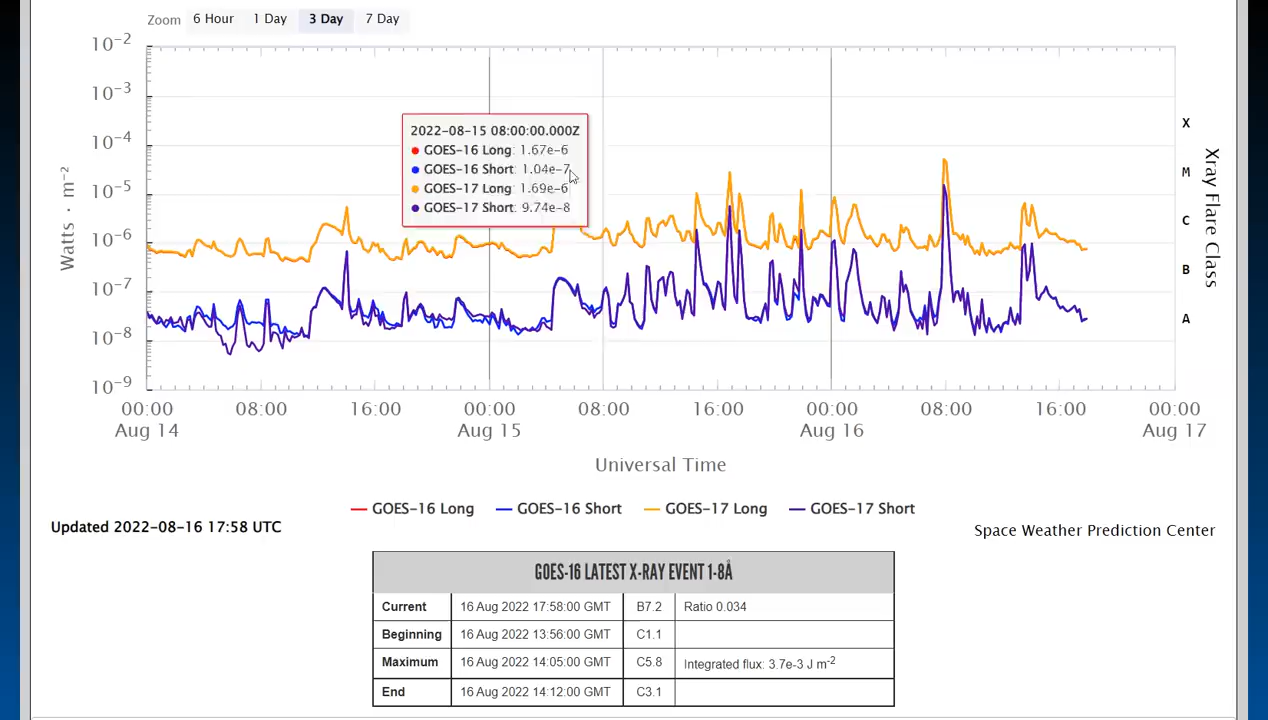 Zoom 6 Hour 1 Day 3 Day 7 Day
10⁻²
10⁻³
10⁻⁴
10⁻⁵
10⁻⁶
10⁻⁷
10⁻⁸
10⁻⁹
Watts · m⁻²
2022-08-15 08:00:00.000Z
GOES-16 Long: 1.67e-6
GOES-16 Short: 1.04e-7
GOES-17 Long: 1.69e-6
GOES-17 Short: 9.74e-8
X
M
C
B
A
Xray Flare Class
00:00 08:00 16:00 00:00 08:00 16:00 00:00 08:00 16:00 00:00
Aug 14 Aug 15 Aug 16 Aug 17
Universal Time
GOES-16 Long GOES-16 Short GOES-17 Long GOES-17 Short
Updated 2022-08-16 17:58 UTC
Space Weather Prediction Center
GOES-16 LATEST X-RAY EVENT 1-8Å
Current 16 Aug 2022 17:58:00 GMT B7.2 Ratio 0.034
Beginning 16 Aug 2022 13:56:00 GMT C1.1
Maximum 16 Aug 2022 14:05:00 GMT C5.8 Integrated flux: 3.7e-3 J m⁻²
End 16 Aug 2022 14:12:00 GMT C3.1